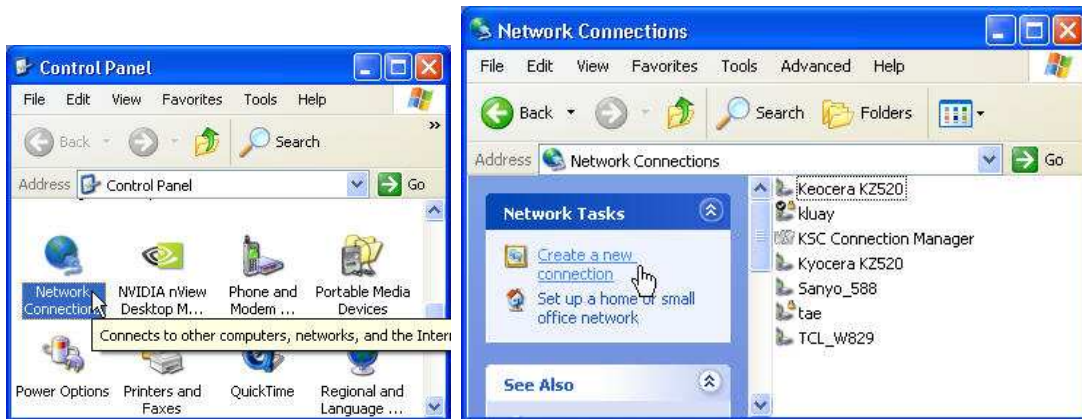 Control Panel
File Edit View Favorites Tools Help
Back Search
Address Control Panel Go
Network Connections
NVIDIA nView Desktop M...
Phone and Modem ...
Portable Media Devices
Connects to other computers, networks, and the Inter
Power Options
Printers and Faxes
QuickTime
Regional and Language ...
Network Connections
File Edit View Favorites Tools Advanced Help
Back Search Folders
Address Network Connections Go
Network Tasks
Create a new
connection
Set up a home or small
office network
See Also
Keocera KZ520
kluay
KSC Connection Manager
Kyocera KZ520
Sanyo_588
tae
TCL_W829